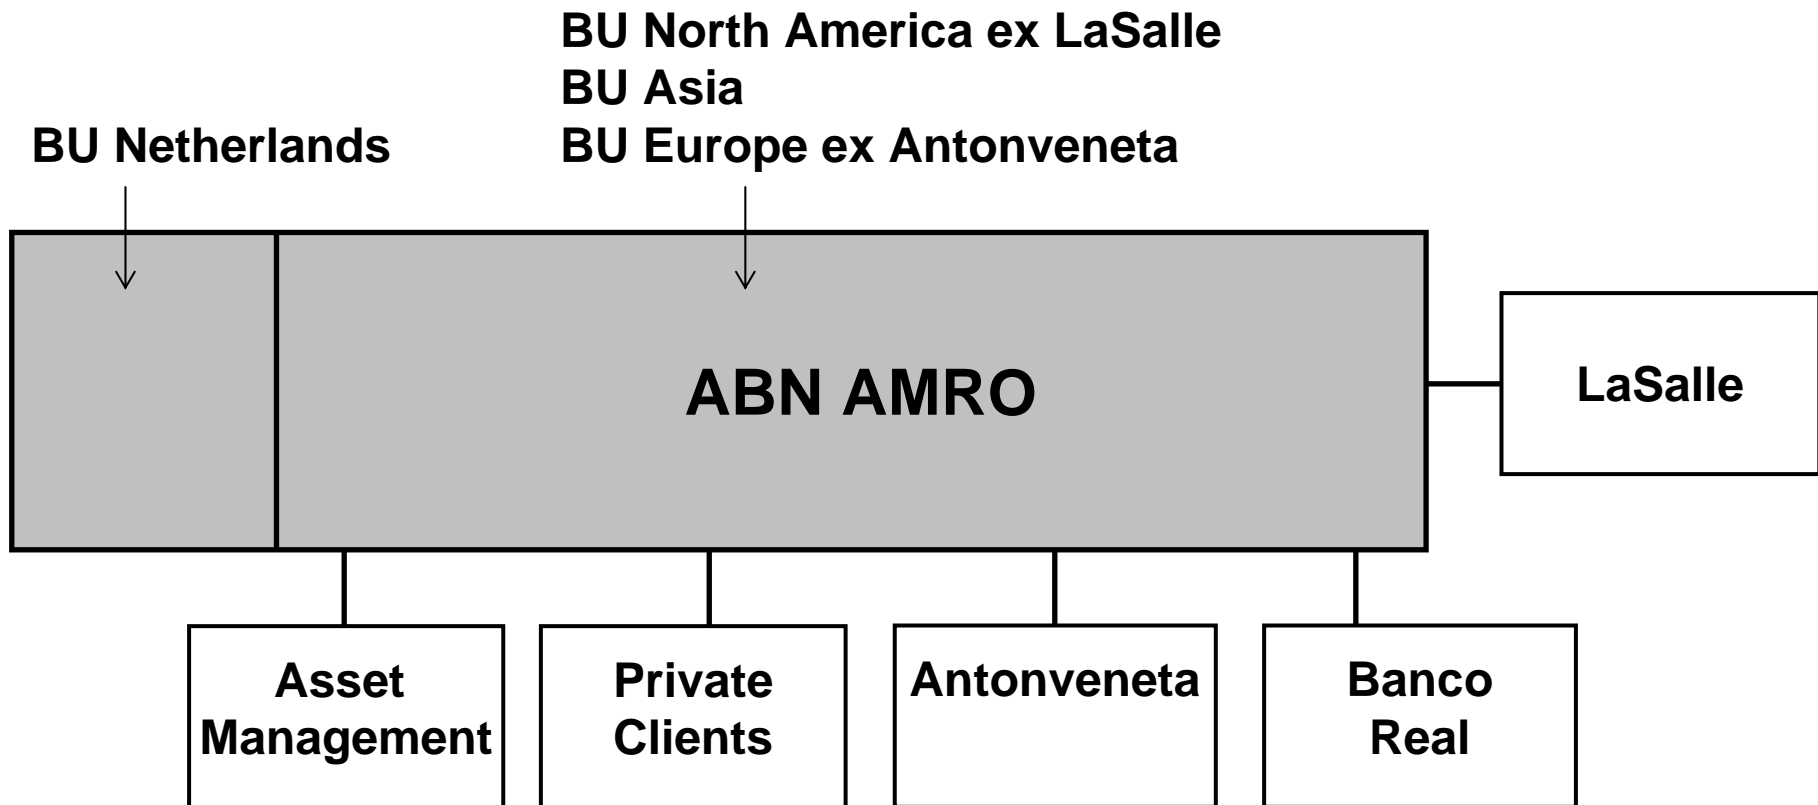 BU North America ex LaSalle
BU Asia
BU Europe ex Antonveneta
BU Netherlands
ABN AMRO
LaSalle
Asset
Management
Private
Clients
Antonveneta
Banco
Real